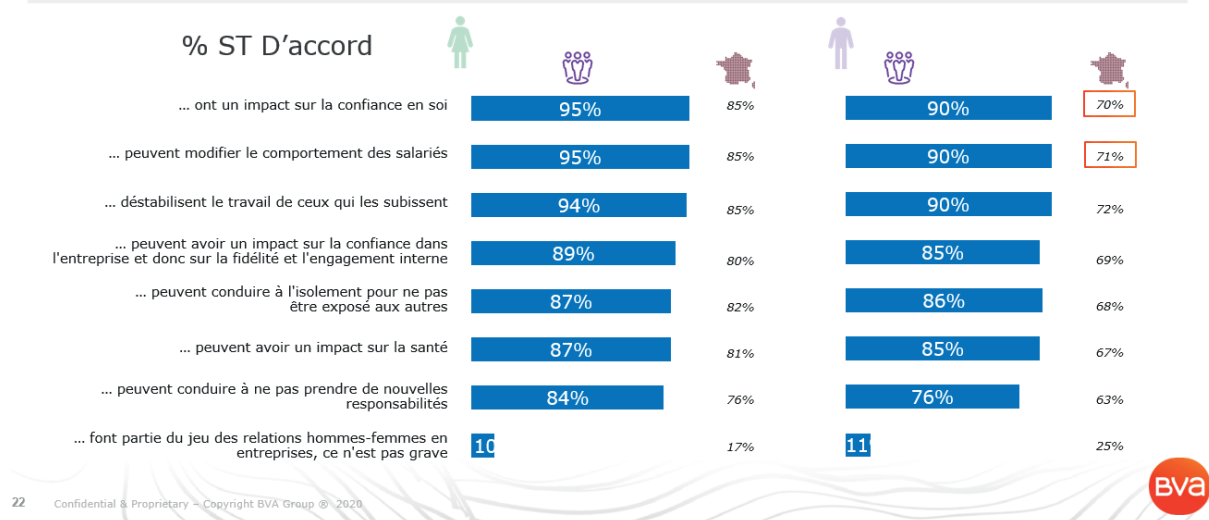 % ST D’accord
… ont un impact sur la confiance en soi 95% 85% 90% 70%
… peuvent modifier le comportement des salariés 95% 85% 90% 71%
… déstabilisent le travail de ceux qui les subissent 94% 85% 90% 72%
… peuvent avoir un impact sur la confiance dans
l'entreprise et donc sur la fidélité et l'engagement interne 89% 80% 85% 69%
… peuvent conduire à l'isolement pour ne pas
être exposé aux autres 87% 82% 86% 68%
… peuvent avoir un impact sur la santé 87% 81% 85% 67%
… peuvent conduire à ne pas prendre de nouvelles
responsabilités 84% 76% 76% 63%
… font partie du jeu des relations hommes-femmes en
entreprises, ce n'est pas grave 10 17% 11 25%
22 Confidential & Proprietary – Copyright BVA Group ® 2020
BVA